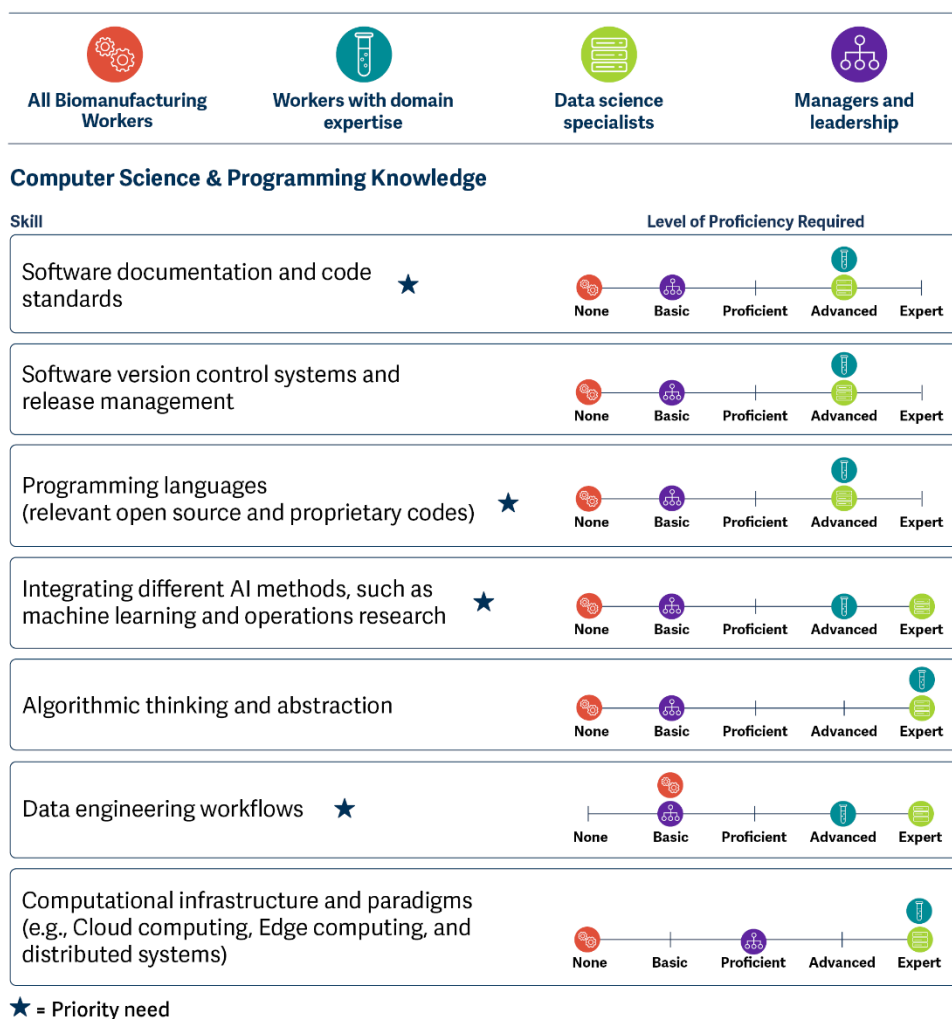 All Biomanufacturing
Workers
Workers with domain
expertise
Data science
specialists
Managers and
leadership
Computer Science & Programming Knowledge
Skill
Level of Proficiency Required
Software documentation and code
standards
None Basic Proficient Advanced Expert
Software version control systems and
release management
None Basic Proficient Advanced Expert
Programming languages
(relevant open source and proprietary codes)
None Basic Proficient Advanced Expert
Integrating different AI methods, such as
machine learning and operations research
None Basic Proficient Advanced Expert
Algorithmic thinking and abstraction
None Basic Proficient Advanced Expert
Data engineering workflows
None Basic Proficient Advanced Expert
Computational infrastructure and paradigms
(e.g., Cloud computing, Edge computing, and
distributed systems)
None Basic Proficient Advanced Expert
★ = Priority need